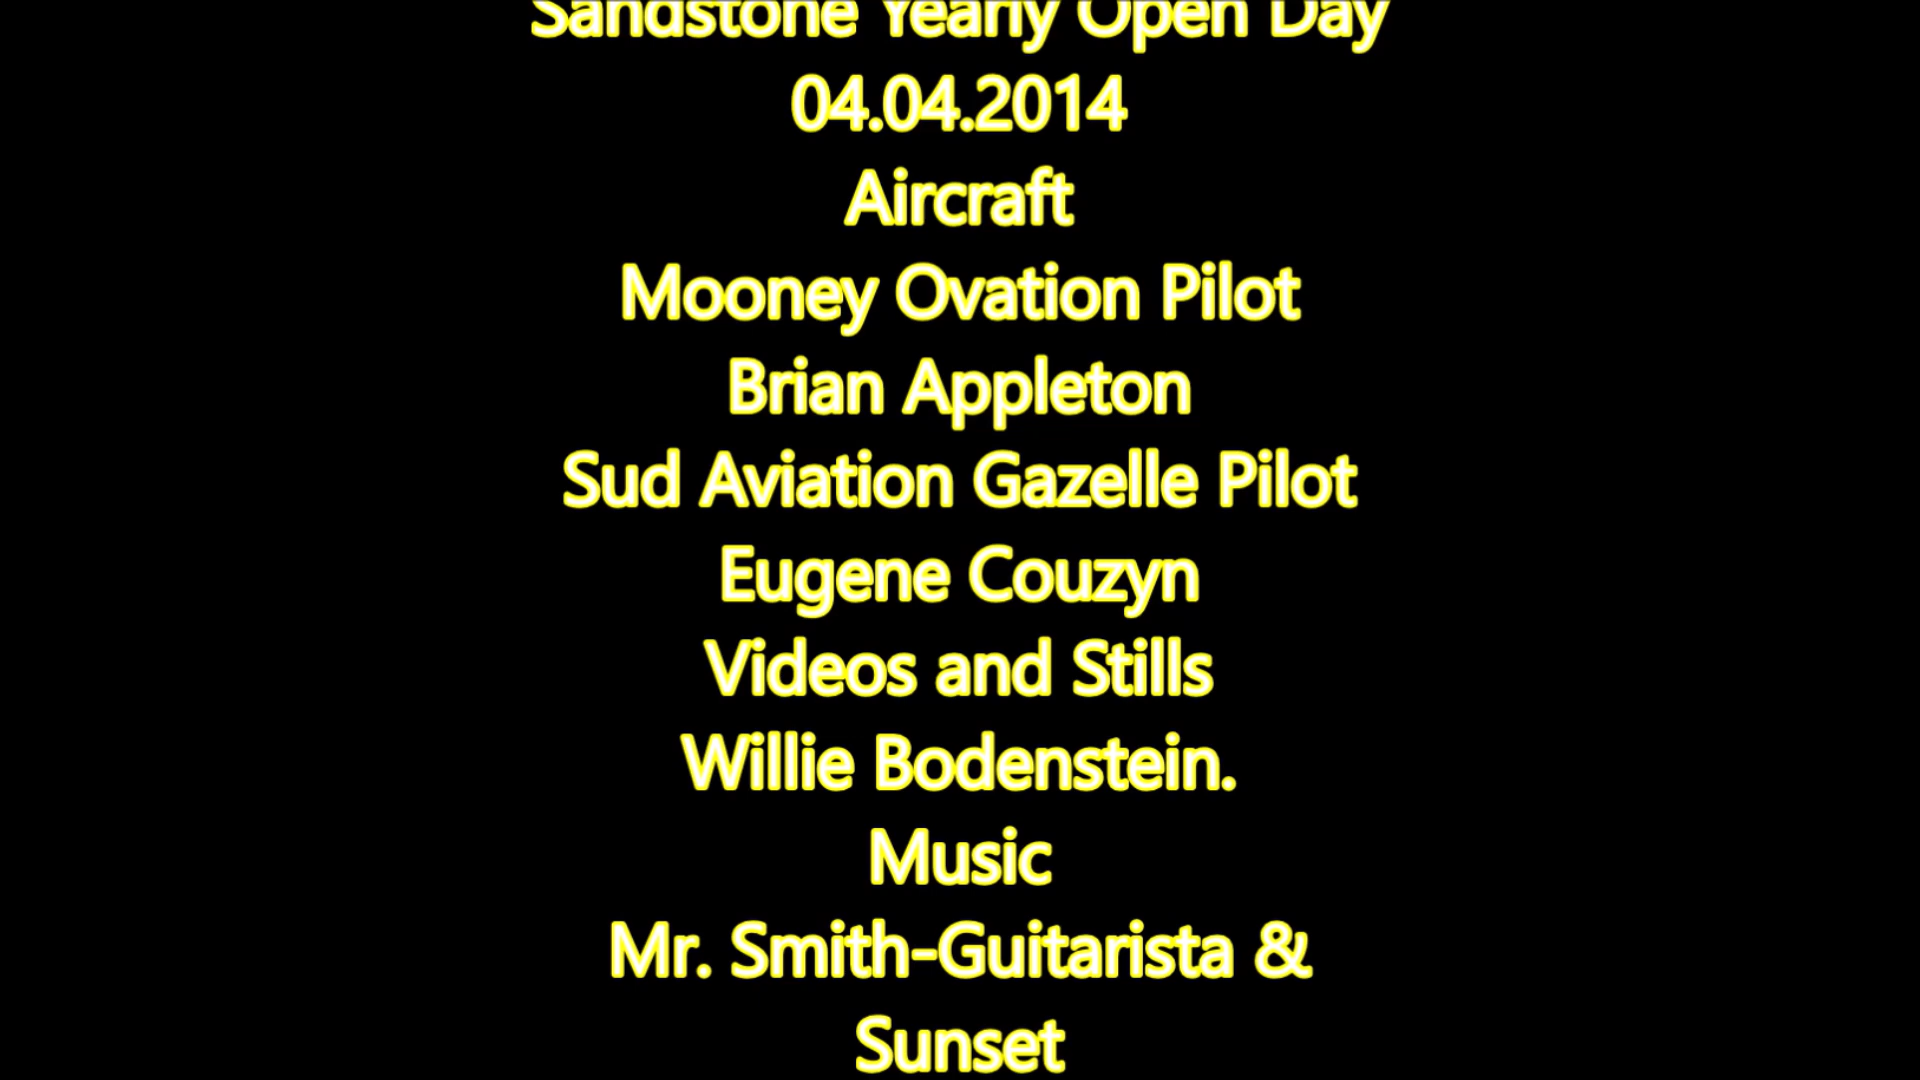 Sandstone Yearly Open Day
04.04.2014
Aircraft
Mooney Ovation Pilot
Brian Appleton
Sud Aviation Gazelle Pilot
Eugene Couzyn
Videos and Stills
Willie Bodenstein.
Music
Mr. Smith-Guitarista &
Sunset